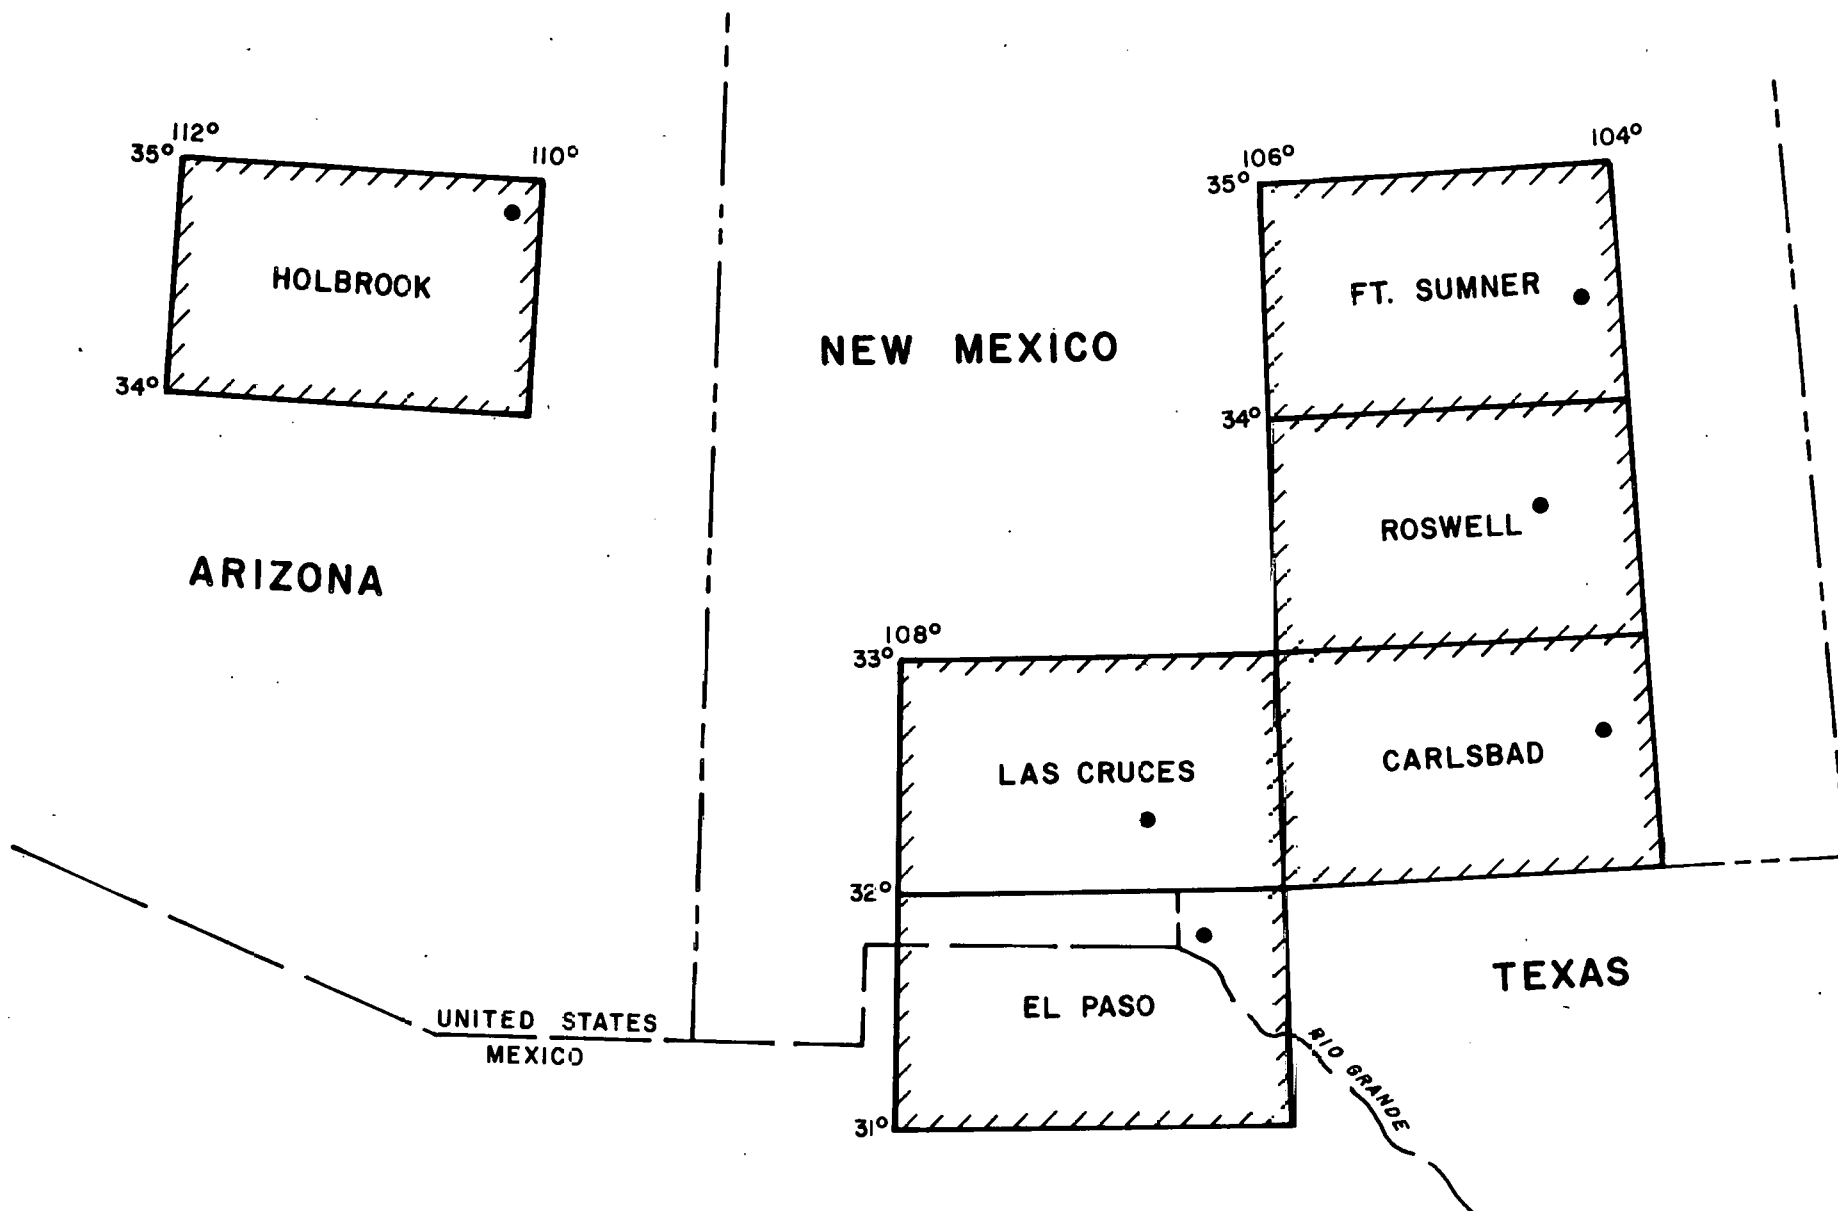 112°
35°
110°
HOLBROOK
34°
ARIZONA
NEW MEXICO
106°
104°
35°
FT. SUMNER
34°
ROSWELL
108°
33°
LAS CRUCES
CARLSBAD
32°
EL PASO
TEXAS
UNITED STATES
MEXICO
RIO GRANDE
31°